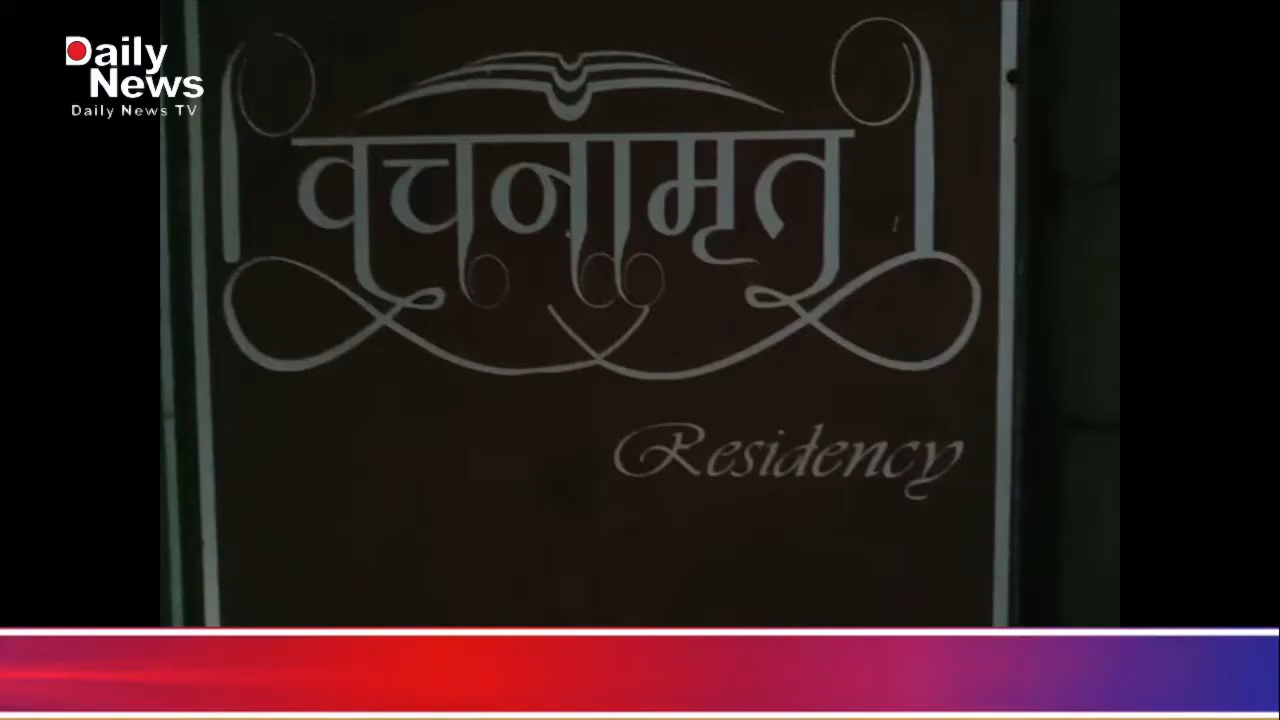 Daily
News
Daily News TV
वचनामृत
Residency